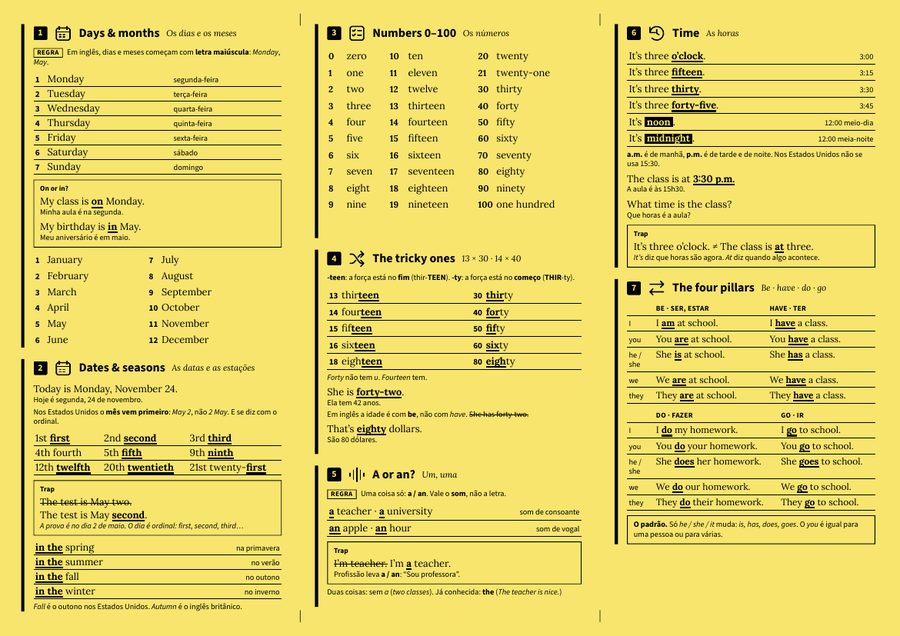 1 Days & months Os dias e os meses
REGRA Em inglês, dias e meses começam com letra maiúscula: Monday,
May.
1 Monday segunda-feira
2 Tuesday terça-feira
3 Wednesday quarta-feira
4 Thursday quinta-feira
5 Friday sexta-feira
6 Saturday sábado
7 Sunday domingo
On or in?
My class is on Monday.
Minha aula é na segunda.
My birthday is in May.
Meu aniversário é em maio.
1 January 7 July
2 February 8 August
3 March 9 September
4 April 10 October
5 May 11 November
6 June 12 December
2 Dates & seasons As datas e as estações
Today is Monday, November 24.
Hoje é segunda, 24 de novembro.
Nos Estados Unidos o mês vem primeiro: May 2, não 2 May. E se diz com o
ordinal.
1st first 2nd second 3rd third
4th fourth 5th fifth 9th ninth
12th twelfth 20th twentieth 21st twenty-first
Trap
The test is May two.
The test is May second.
A prova é no dia 2 de maio. O dia é ordinal: first, second, third…
in the spring na primavera
in the summer no verão
in the fall no outono
in the winter no inverno
Fall é o outono nos Estados Unidos. Autumn é o inglês britânico.
3 Numbers 0–100 Os números
0 zero 10 ten 20 twenty
1 one 11 eleven 21 twenty-one
2 two 12 twelve 30 thirty
3 three 13 thirteen 40 forty
4 four 14 fourteen 50 fifty
5 five 15 fifteen 60 sixty
6 six 16 sixteen 70 seventy
7 seven 17 seventeen 80 eighty
8 eight 18 eighteen 90 ninety
9 nine 19 nineteen 100 one hundred
4 The tricky ones 13 × 30 · 14 × 40
-teen: a força está no fim (thir-TEEN). -ty: a força está no começo (THIR-ty).
13 thirteen 30 thirty
14 fourteen 40 forty
15 fifteen 50 fifty
16 sixteen 60 sixty
18 eighteen 80 eighty
Forty não tem u. Fourteen tem.
She is forty-two.
Ela tem 42 anos.
Em inglês a idade é com be, não com have. She has forty-two.
That's eighty dollars.
São 80 dólares.
5 A or an? Um, uma
REGRA Uma coisa só: a / an. Vale o som, não a letra.
a teacher · a university som de consoante
an apple · an hour som de vogal
Trap
I'm teacher. I'm a teacher.
Profissão leva a / an: "Sou professora".
Duas coisas: sem a (two classes). Já conhecida: the (The teacher is nice.)
6 Time As horas
It's three o'clock. 3:00
It's three fifteen. 3:15
It's three thirty. 3:30
It's three forty-five. 3:45
It's noon. 12:00 meio-dia
It's midnight. 12:00 meia-noite
a.m. é de manhã, p.m. é de tarde e de noite. Nos Estados Unidos não se
usa 15:30.
The class is at 3:30 p.m.
A aula é às 15h30.
What time is the class?
Que horas é a aula?
Trap
It's three o'clock. ≠ The class is at three.
It's diz que horas são agora. At diz quando algo acontece.
7 The four pillars Be · have · do · go
BE · SER, ESTAR HAVE · TER
I I am at school. I have a class.
you You are at school. You have a class.
he / she She is at school. She has a class.
we We are at school. We have a class.
they They are at school. They have a class.
DO · FAZER GO · IR
I I do my homework. I go to school.
you You do your homework. You go to school.
he / she She does her homework. She goes to school.
we We do our homework. We go to school.
they They do their homework. They go to school.
O padrão. Só he / she / it muda: is, has, does, goes. O you é igual para
uma pessoa ou para várias.